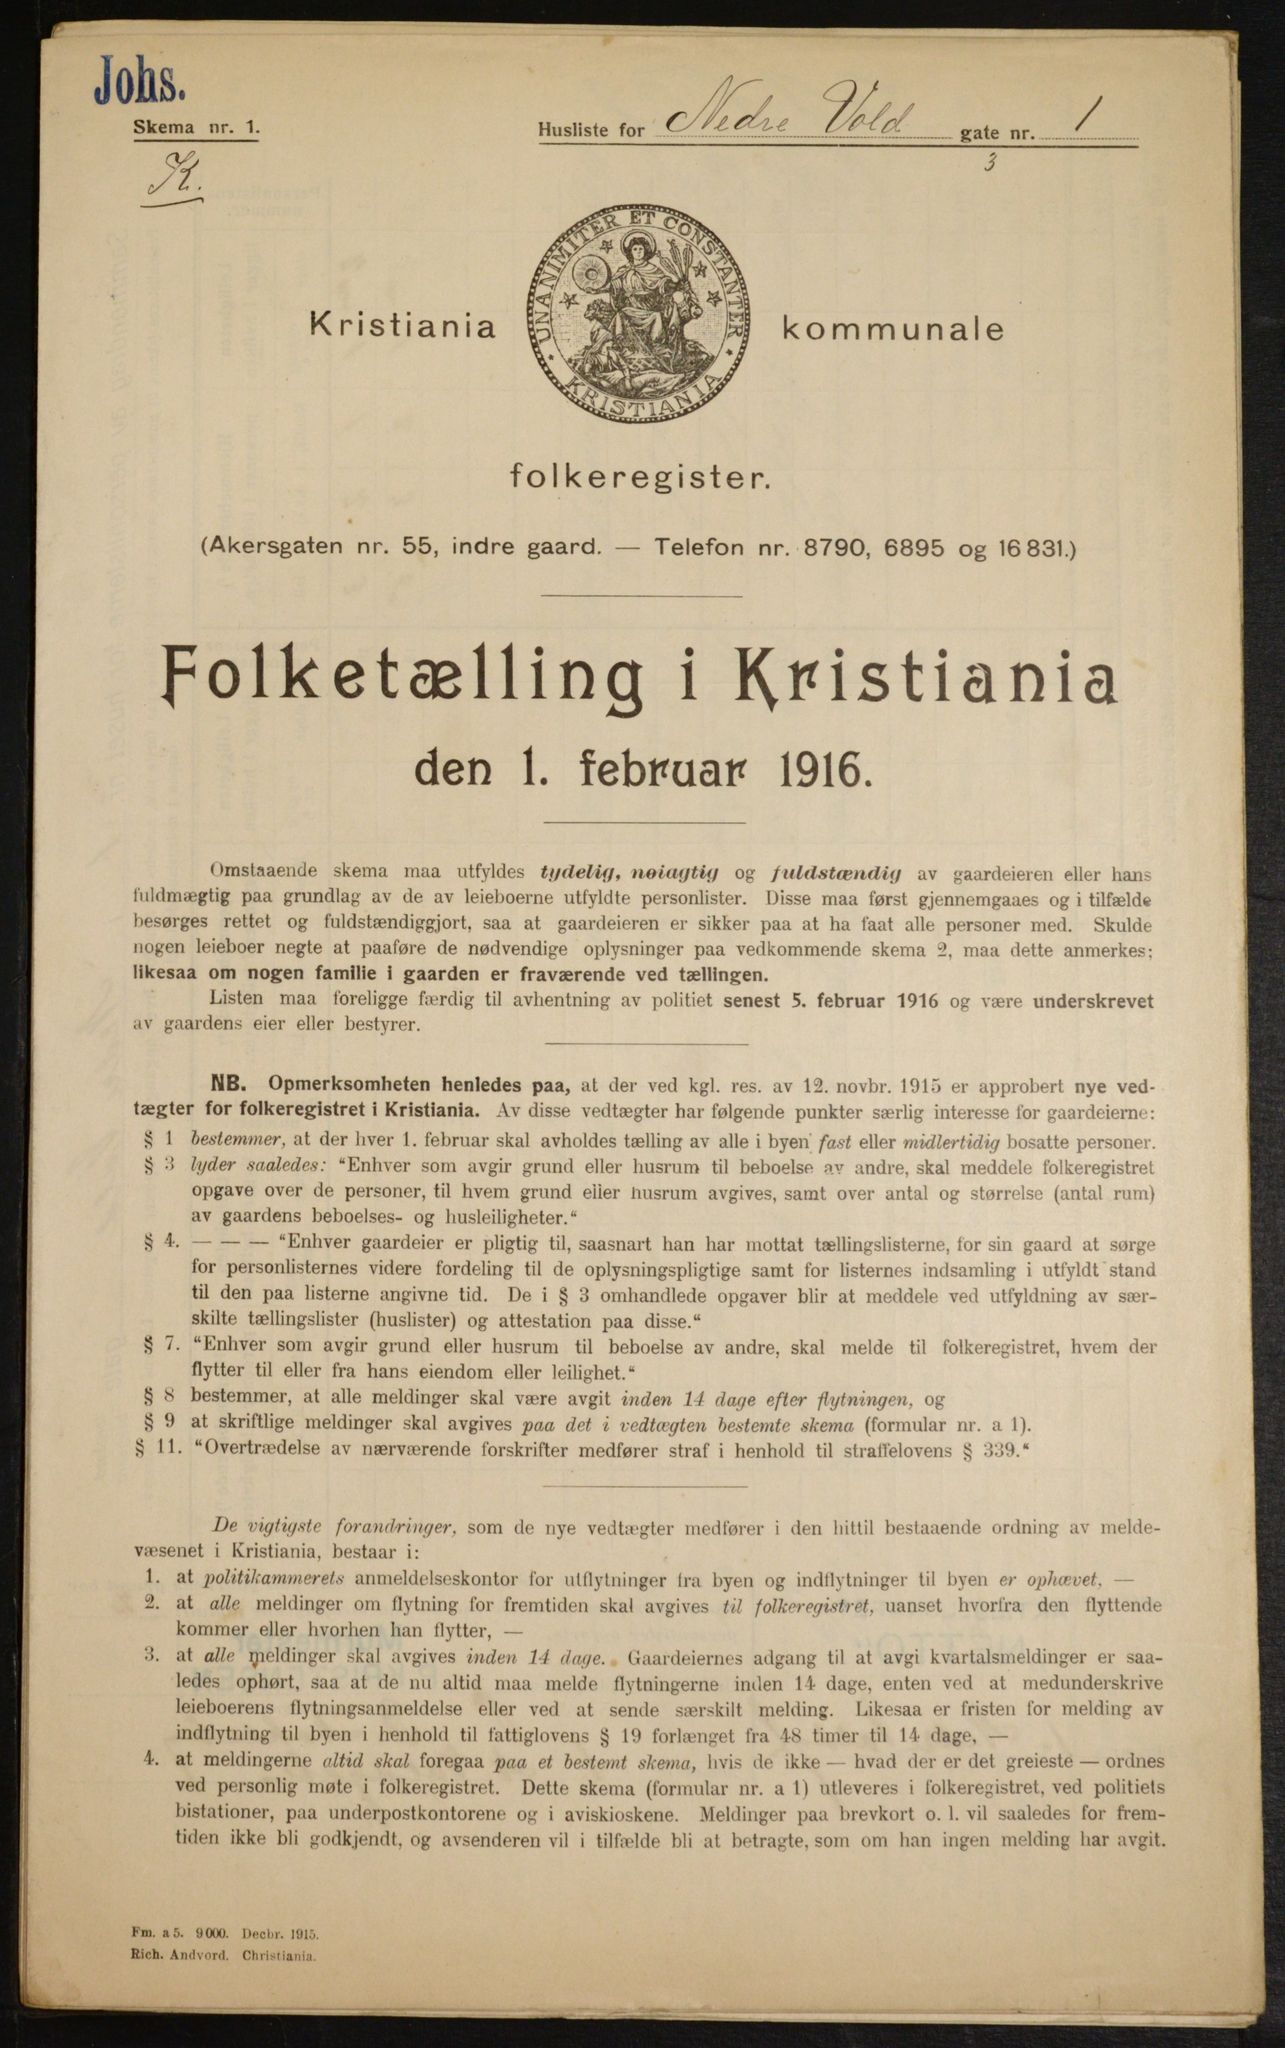 Johs.
Skema nr. 1.
K.
Husliste for Nedre Vold gate nr. 1
3
UNANIMITER ET CONSTANTER
KRISTIANIA
Kristiania kommunale
folkeregister.
(Akersgaten nr. 55, indre gaard. — Telefon nr. 8790, 6895 og 16 831.)
Folketælling i Kristiania
den 1. februar 1916.
Omstaaende skema maa utfyldes tydelig, nøiagtig og fuldstændig av gaardeieren eller hans
fuldmægtig paa grundlag av de av leieboerne utfyldte personlister. Disse maa først gjennemgaaes og i tilfælde
besørges rettet og fuldstændiggjort, saa at gaardeieren er sikker paa at ha faat alle personer med. Skulde
nogen leieboer negte at paaføre de nødvendige oplysninger paa vedkommende skema 2, maa dette anmerkes;
likesaa om nogen familie i gaarden er fraværende ved tællingen.
Listen maa foreligge færdig til avhentning av politiet senest 5. februar 1916 og være underskrevet
av gaardens eier eller bestyrer.
NB. Opmerksomheten henledes paa, at der ved kgl. res. av 12. novbr. 1915 er approbert nye ved-
tægter for folkeregistret i Kristiania. Av disse vedtægter har følgende punkter særlig interesse for gaardeierne:
§ 1 bestemmer, at der hver 1. februar skal avholdes tælling av alle i byen fast eller midlertidig bosatte personer.
§ 3 lyder saaledes: “Enhver som avgir grund eller husrum til beboelse av andre, skal meddele folkeregistret
opgave over de personer, til hvem grund eller husrum avgives, samt over antal og størrelse (antal rum)
av gaardens beboelses- og husleiligheter.“
§ 4. — — — “Enhver gaardeier er pligtig til, saasnart han har mottat tællingslisterne, for sin gaard at sørge
for personlisternes videre fordeling til de oplysningspligtige samt for listernes indsamling i utfyldt stand
til den paa listerne angivne tid. De i § 3 omhandlede opgaver blir at meddele ved utfyldning av sær-
skilte tællingslister (huslister) og attestation paa disse.“
§ 7. “Enhver som avgir grund eller husrum til beboelse av andre, skal melde til folkeregistret, hvem der
flytter til eller fra hans eiendom eller leilighet.“
§ 8 bestemmer, at alle meldinger skal være avgit inden 14 dage efter flytningen, og
§ 9 at skriftlige meldinger skal avgives paa det i vedtægten bestemte skema (formular nr. a 1).
§ 11. “Overtrædelse av nærværende forskrifter medfører straf i henhold til straffelovens § 339.“
De vigtigste forandringer, som de nye vedtægter medfører i den hittil bestaaende ordning av melde-
væsenet i Kristiania, bestaar i:
1. at politikammerets anmeldelseskontor for utflytninger fra byen og indflytninger til byen er ophævet, —
2. at alle meldinger om flytning for fremtiden skal avgives til folkeregistret, uanset hvorfra den flyttende
kommer eller hvorhen han flytter, —
3. at alle meldinger skal avgives inden 14 dage. Gaardeiernes adgang til at avgi kvartalsmeldinger er saa-
ledes ophørt, saa at de nu altid maa melde flytningerne inden 14 dage, enten ved at medunderskrive
leieboerens flytningsanmeldelse eller ved at sende særskilt melding. Likesaa er fristen for melding av
indflytning til byen i henhold til fattiglovens § 19 forlænget fra 48 timer til 14 dage, —
4. at meldingerne altid skal foregaa paa et bestemt skema, hvis de ikke — hvad der er det greieste — ordnes
ved personlig møte i folkeregistret. Dette skema (formular nr. a 1) utleveres i folkeregistret, ved politiets
bistationer, paa underpostkontorene og i aviskioskene. Meldinger paa brevkort o. l. vil saaledes for frem-
tiden ikke bli godkjendt, og avsenderen vil i tilfælde bli at betragte, som om han ingen melding har avgit.
Fm. a 5. 9 000. Decbr. 1915.
Rich. Andvord. Christiania.